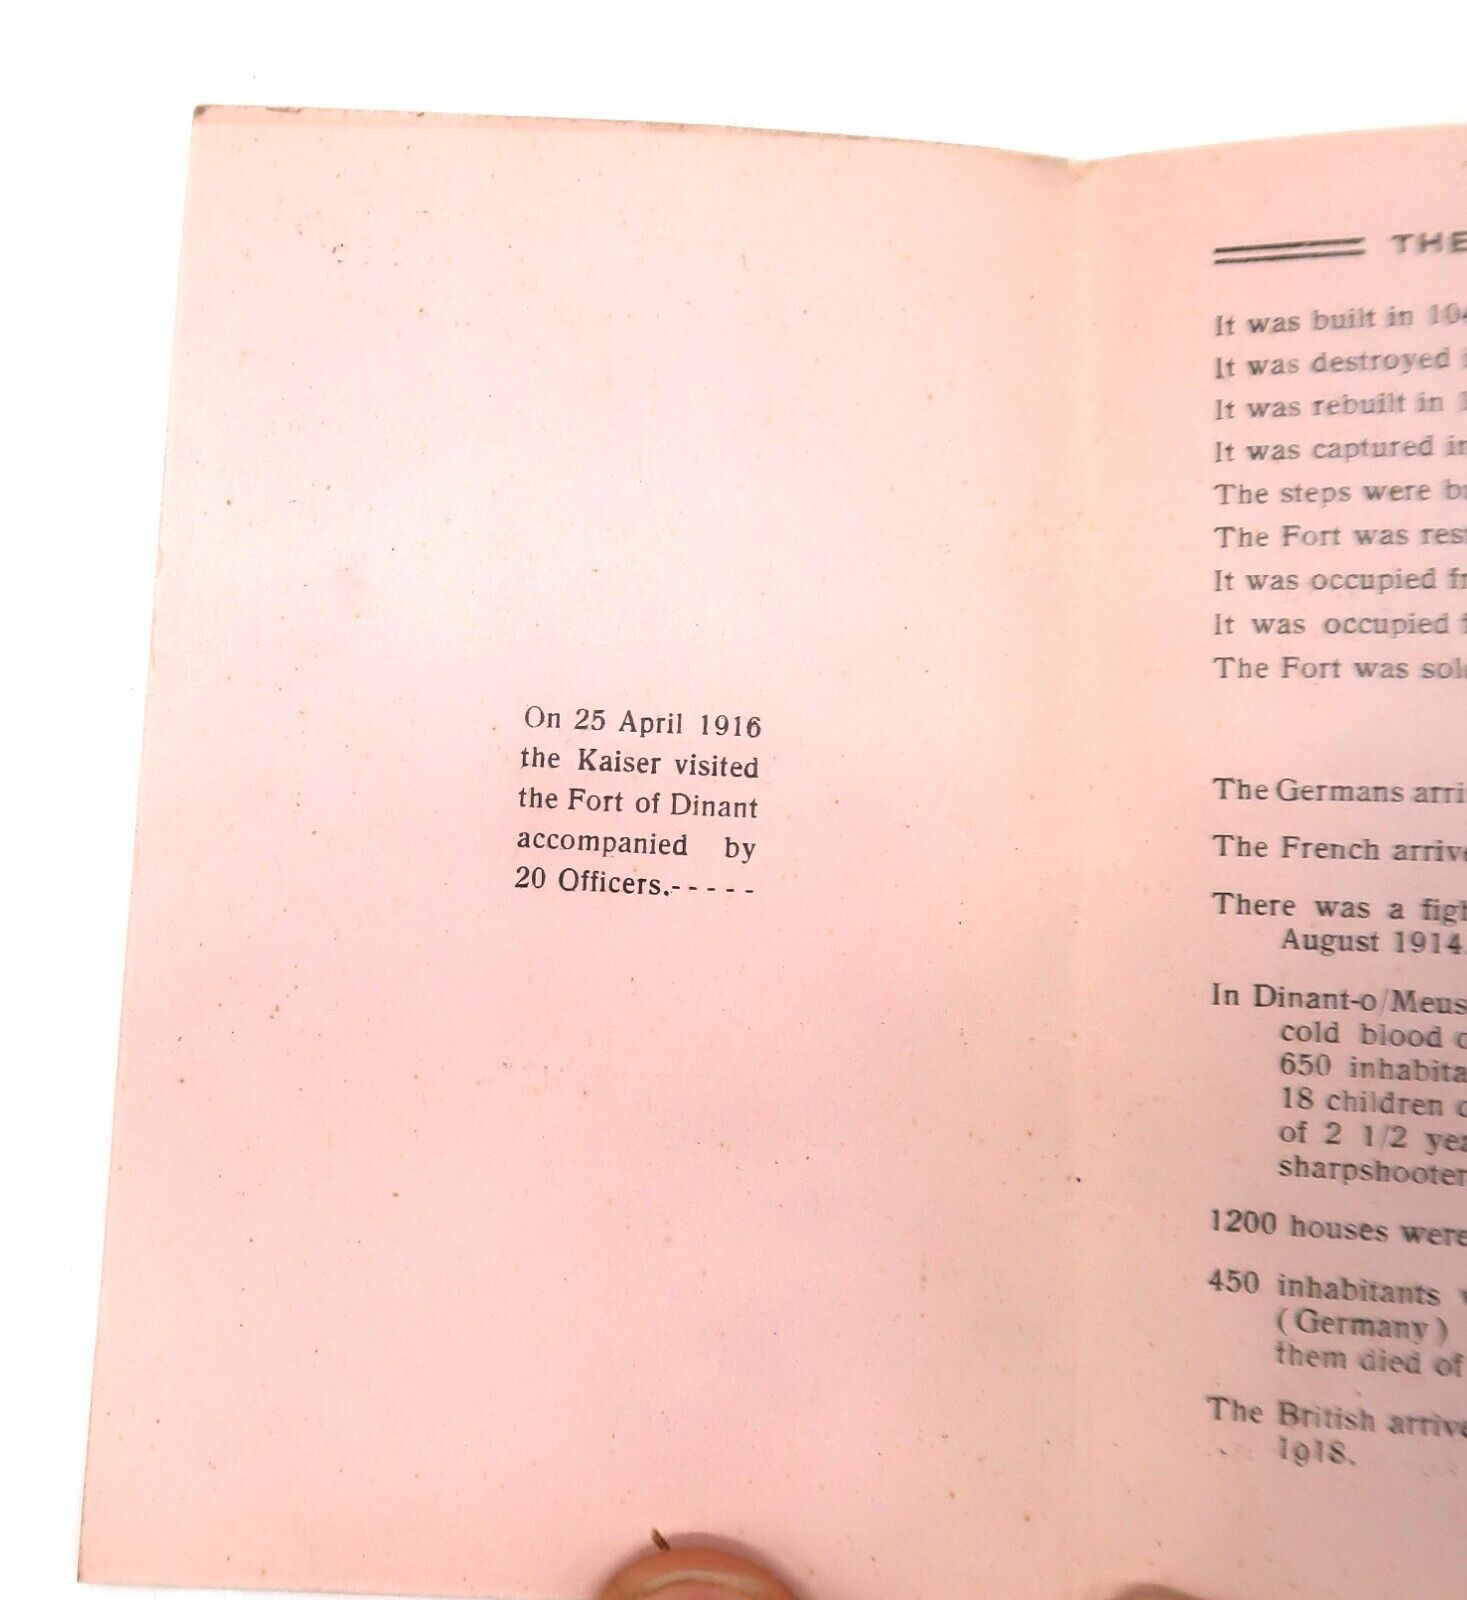 On 25 April 1916
the Kaiser visited
the Fort of Dinant
accompanied by
20 Officers.-----
THE
It was built in 104
It was destroyed
It was rebuilt in 1
It was captured in
The steps were
The Fort was
It was occupied
It was occupied
The Fort was
The Germans
The French
There was a
August 1914.
In Dinant-o/Meus
cold blood
650
18 children
of 2 1/2
sharpshooter
1200 houses were
450 inhabitants
(Germany)
them died of
The British
1918.